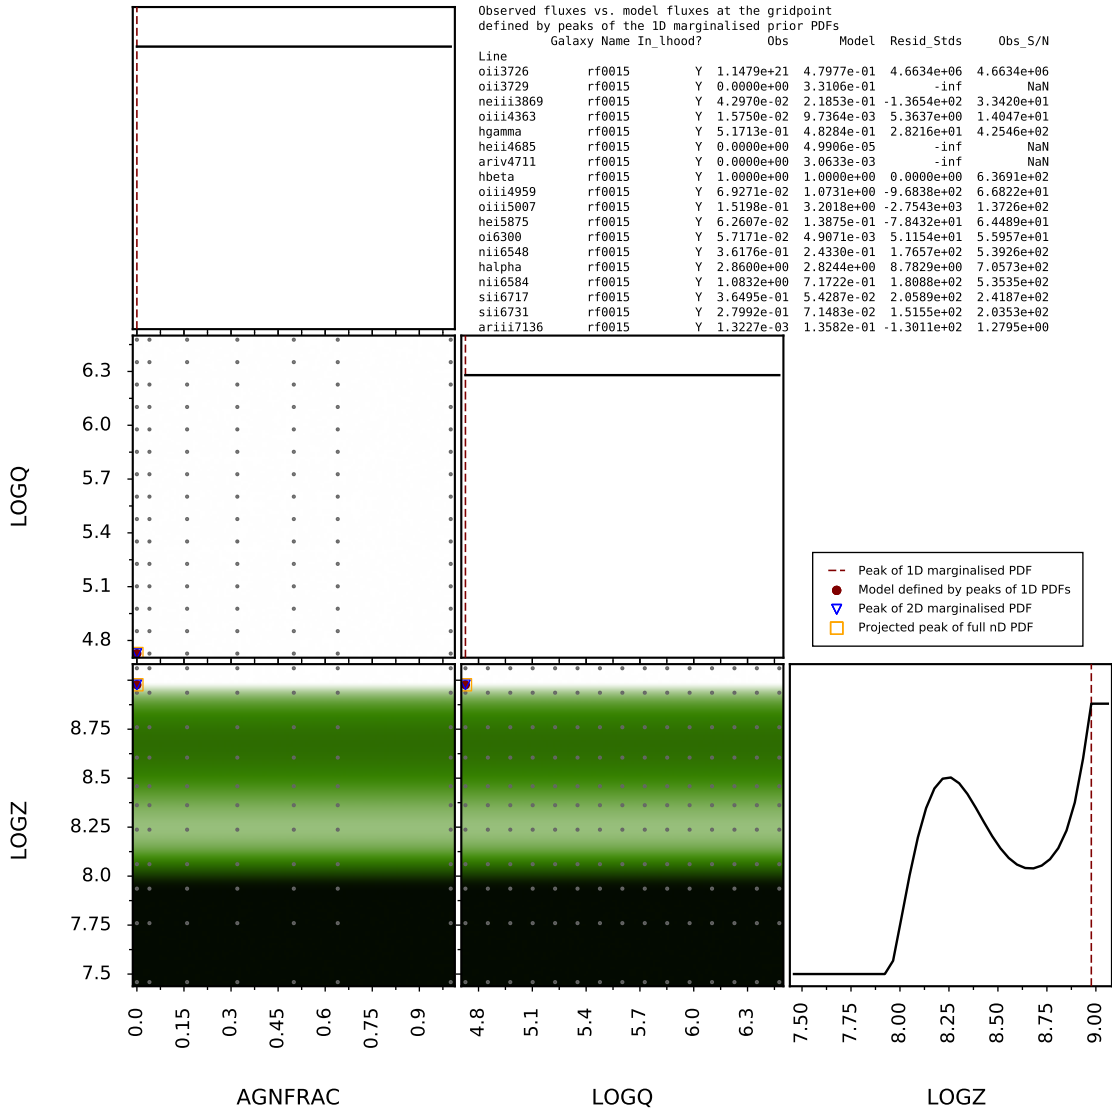 Observed fluxes vs. model fluxes at the gridpoint
defined by peaks of the 1D marginalised prior PDFs
Galaxy Name In_lhood? Obs Model Resid_Stds Obs_S/N
Line
oii3726 rf0015 Y 1.1479e+21 4.7977e-01 4.6634e+06 4.6634e+06
oii3729 rf0015 Y 0.0000e+00 3.3106e-01 -inf NaN
neiii3869 rf0015 Y 4.2970e-02 2.1853e-01 -1.3654e+02 3.3420e+01
oiii4363 rf0015 Y 1.5750e-02 9.7364e-03 5.3637e+00 1.4047e+01
hgamma rf0015 Y 5.1713e-01 4.8284e-01 2.8216e+01 4.2546e+02
heii4685 rf0015 Y 0.0000e+00 4.9906e-05 -inf NaN
ariv4711 rf0015 Y 0.0000e+00 3.0633e-03 -inf NaN
hbeta rf0015 Y 1.0000e+00 1.0000e+00 0.0000e+00 6.3691e+02
oiii4959 rf0015 Y 6.9271e-02 1.0731e+00 -9.6838e+02 6.6822e+01
oiii5007 rf0015 Y 1.5198e-01 3.2018e+00 -2.7543e+03 1.3726e+02
hei5875 rf0015 Y 6.2607e-02 1.3875e-01 -7.8432e+01 6.4489e+01
oi6300 rf0015 Y 5.7171e-02 4.9071e-03 5.1154e+01 5.5957e+01
nii6548 rf0015 Y 3.6176e-01 2.4330e-01 1.7657e+02 5.3926e+02
halpha rf0015 Y 2.8600e+00 2.8244e+00 8.7829e+00 7.0573e+02
nii6584 rf0015 Y 1.0832e+00 7.1722e-01 1.8088e+02 5.3535e+02
sii6717 rf0015 Y 3.6495e-01 5.4287e-02 2.0589e+02 2.4187e+02
sii6731 rf0015 Y 2.7992e-01 7.1483e-02 1.5155e+02 2.0353e+02
ariii7136 rf0015 Y 1.3227e-03 1.3582e-01 -1.3011e+02 1.2795e+00
6.3
6.0
5.7
5.4
5.1
4.8
LOGQ
Peak of 1D marginalised PDF
Model defined by peaks of 1D PDFs
Peak of 2D marginalised PDF
Projected peak of full nD PDF
8.75
8.5
8.25
8.0
7.75
7.5
LOGZ
0.0 0.15 0.3 0.45 0.6 0.75 0.9
4.8 5.1 5.4 5.7 6.0 6.3
7.50 7.75 8.00 8.25 8.50 8.75 9.00
AGNFRAC LOGQ LOGZ